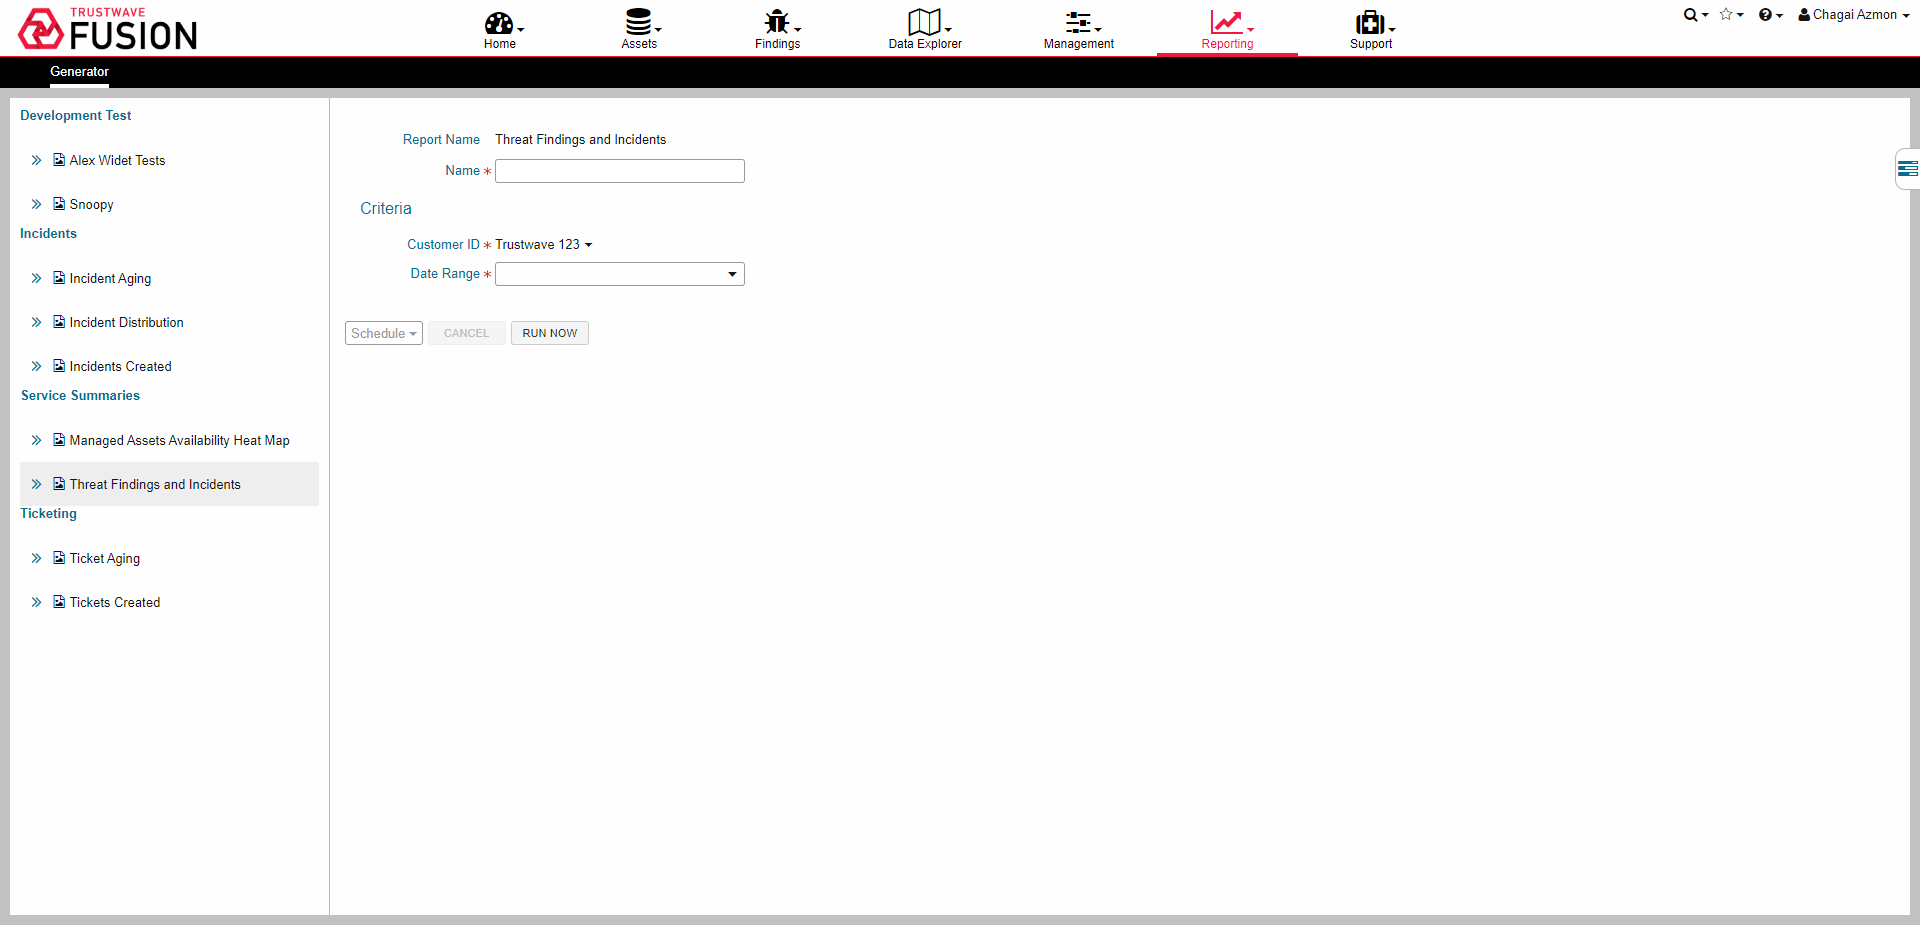 TRUSTWAVE
FUSION
Home
Assets
Findings
Data Explorer
Management
Reporting
Support
Chagai Azmon
Generator
Development Test
Alex Widet Tests
Snoopy
Incidents
Incident Aging
Incident Distribution
Incidents Created
Service Summaries
Managed Assets Availability Heat Map
Threat Findings and Incidents
Ticketing
Ticket Aging
Tickets Created
Report Name Threat Findings and Incidents
Name *
Criteria
Customer ID * Trustwave 123
Date Range *
Schedule CANCEL RUN NOW